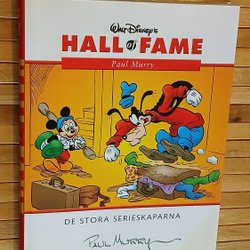 Walt Disney's
HALL of FAME
Paul Murry
DE STORA SERIESKAPARNA
Paul Murry